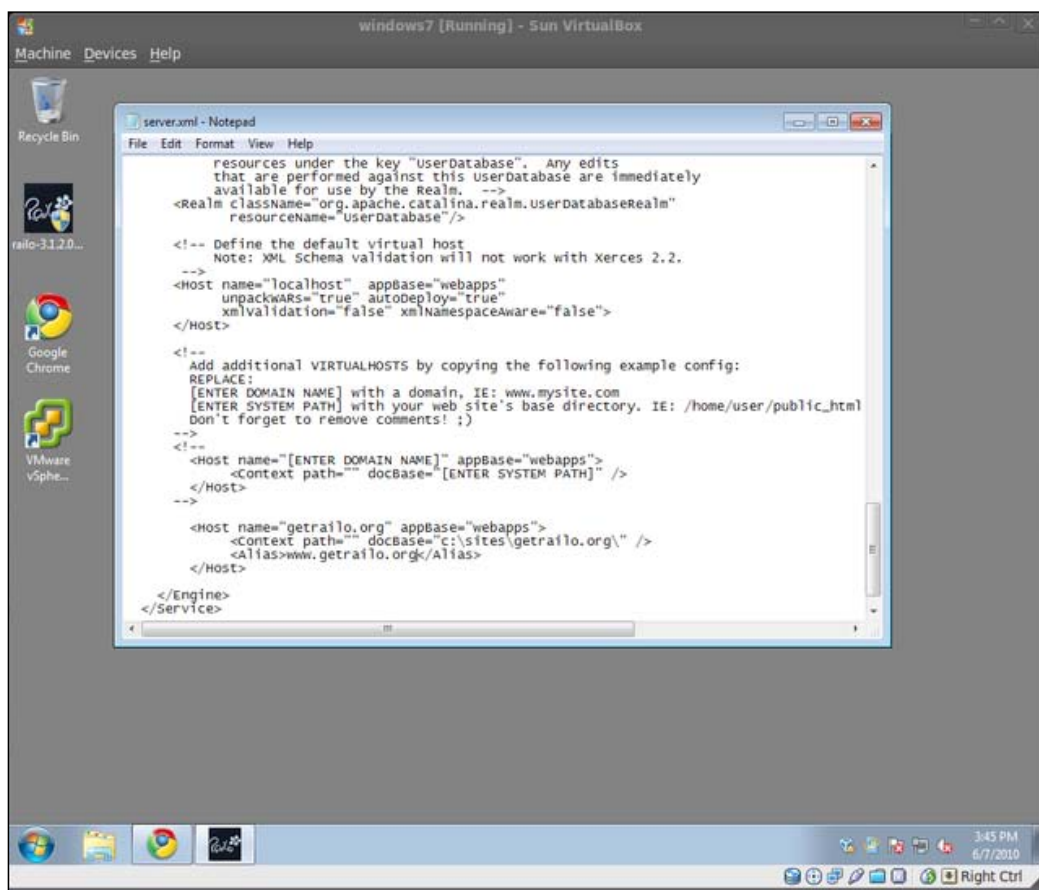 windows7 [Running] - Sun VirtualBox
Machine Devices Help
Recycle Bin
railo-3.1.2.0...
Google
Chrome
VMware
vSphe...
server.xml - Notepad
File Edit Format View Help
resources under the key "UserDatabase". Any edits
that are performed against this UserDatabase are immediately
available for use by the Realm. -->
<Realm className="org.apache.catalina.realm.UserDatabaseRealm"
resourceName="UserDatabase"/>
<!-- Define the default virtual host
Note: XML Schema validation will not work with Xerces 2.2.
-->
<Host name="localhost" appBase="webapps"
unpackWARs="true" autoDeploy="true"
xmlValidation="false" xmlNamespaceAware="false">
</Host>
<!--
Add additional VIRTUALHOSTS by copying the following example config:
REPLACE:
[ENTER DOMAIN NAME] with a domain, IE: www.mysite.com
[ENTER SYSTEM PATH] with your web site's base directory. IE: /home/user/public_html
Don't forget to remove comments! ;)
-->
<!--
<Host name="[ENTER DOMAIN NAME]" appBase="webapps">
<Context path="" docBase="[ENTER SYSTEM PATH]" />
</Host>
-->
<Host name="getrailo.org" appBase="webapps">
<Context path="" docBase="c:\sites\getrailo.org\" />
<Alias>www.getrailo.org</Alias>
</Host>
</Engine>
</Service>
3:45 PM
6/7/2010
Right Ctrl